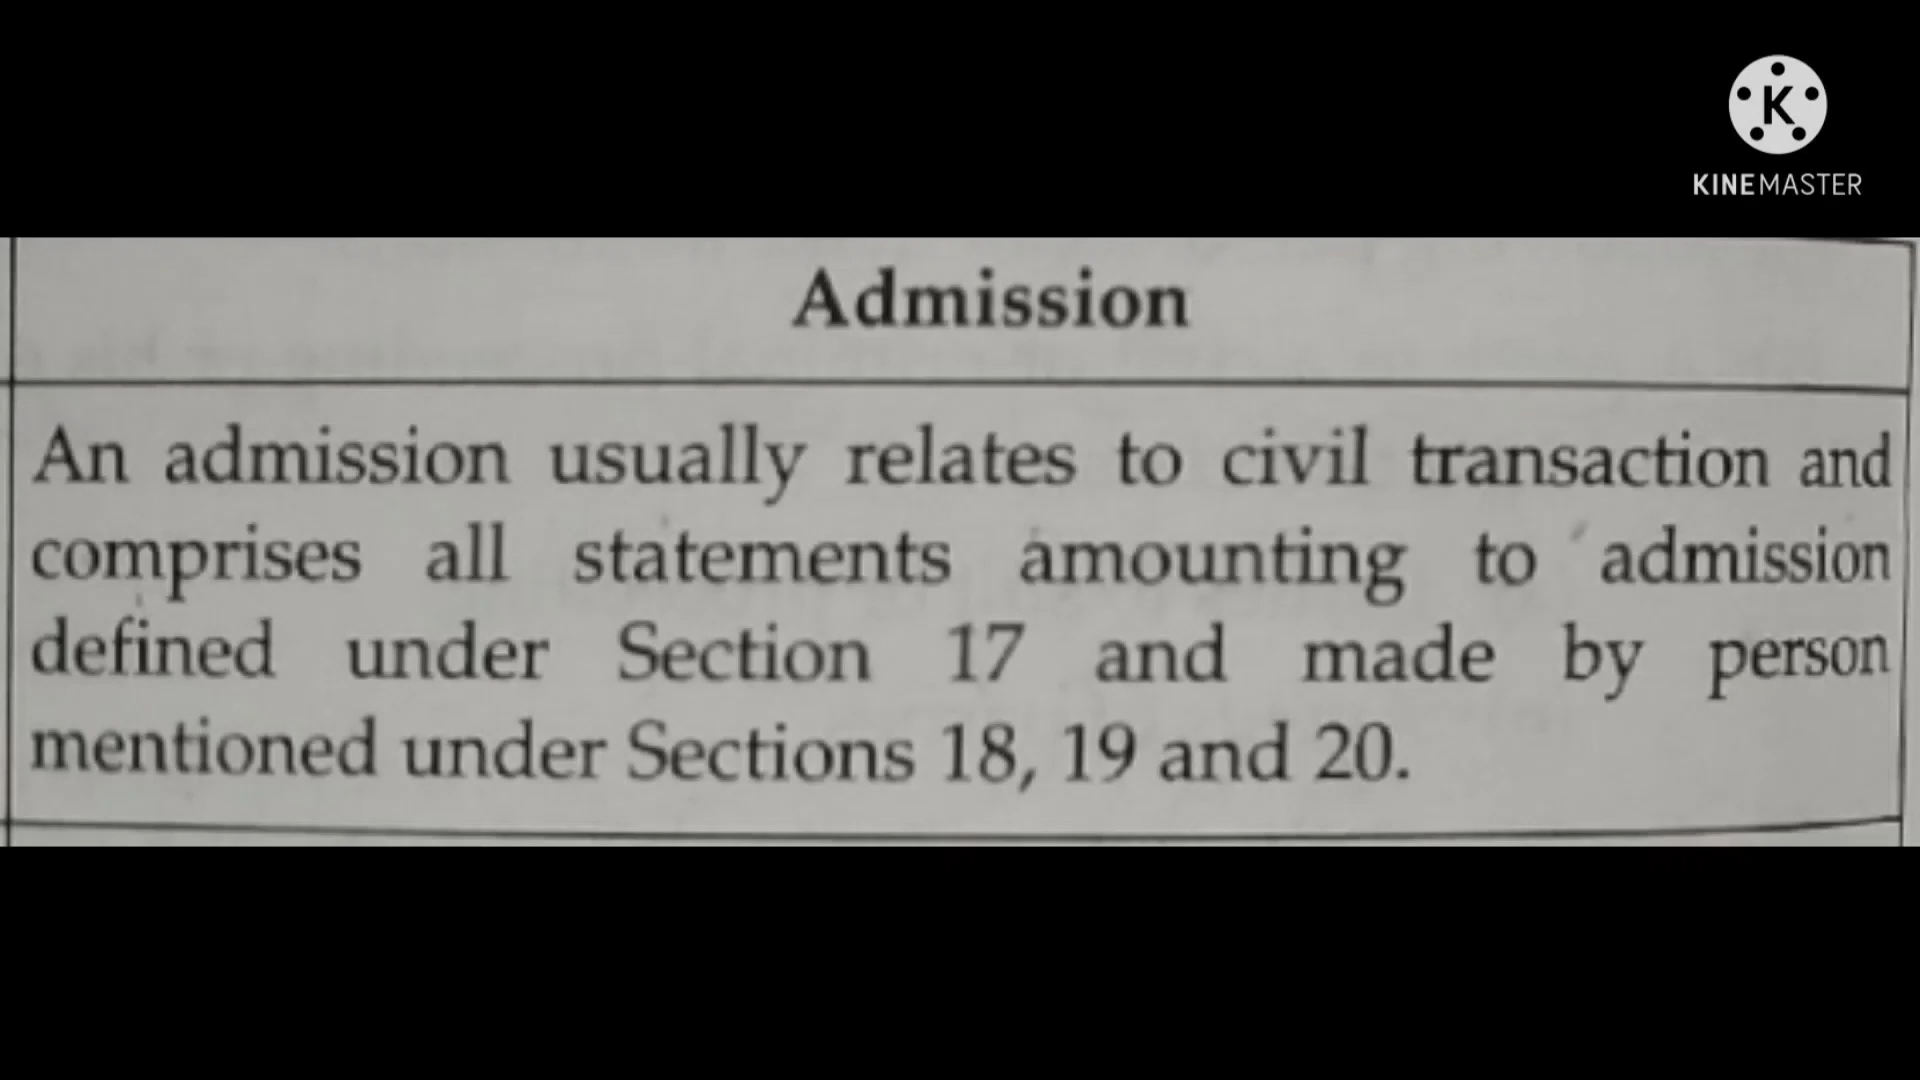 K
KINEMASTER
Admission
An admission usually relates to civil transaction and
comprises all statements amounting to admission
defined under Section 17 and made by person
mentioned under Sections 18, 19 and 20.